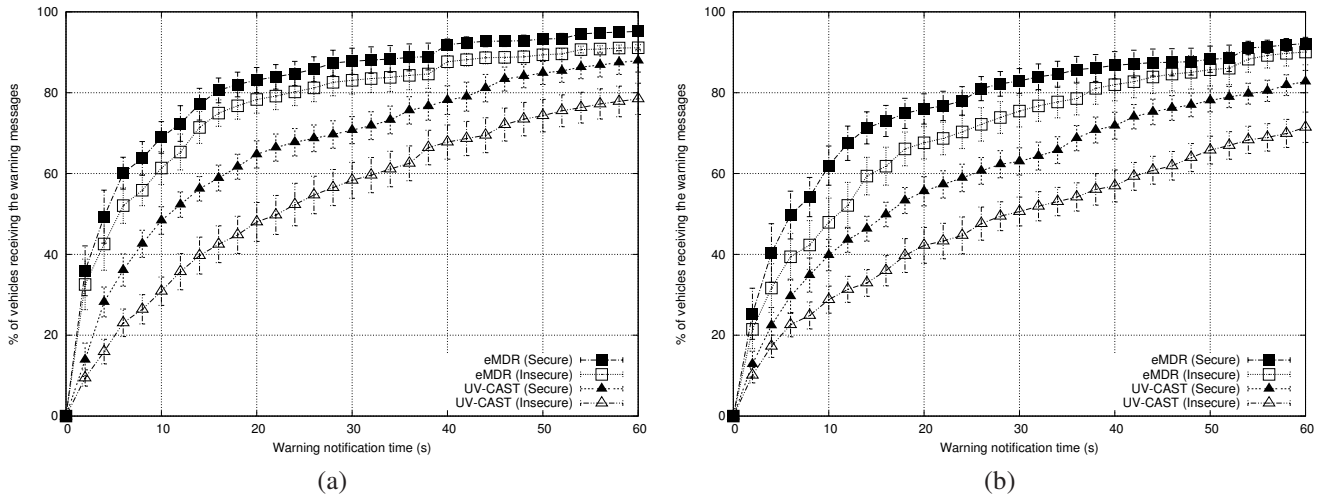 100
80
60
40
20
0
0 10 20 30 40 50 60
% of vehicles receiving the warning messages
Warning notification time (s)
eMDR (Secure)
eMDR (Insecure)
UV-CAST (Secure)
UV-CAST (Insecure)
(a)
100
80
60
40
20
0
0 10 20 30 40 50 60
% of vehicles receiving the warning messages
Warning notification time (s)
eMDR (Secure)
eMDR (Insecure)
UV-CAST (Secure)
UV-CAST (Insecure)
(b)